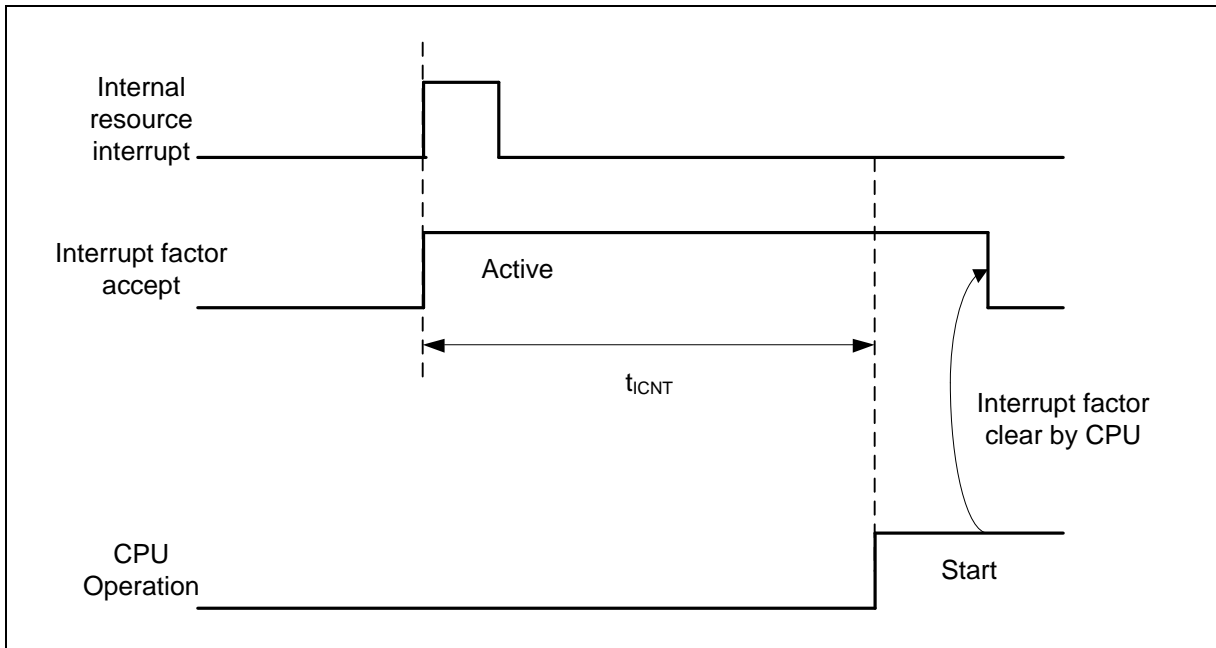 Internal
resource
interrupt
Interrupt factor
accept
Active
tICNT
Interrupt factor
clear by CPU
CPU
Operation
Start